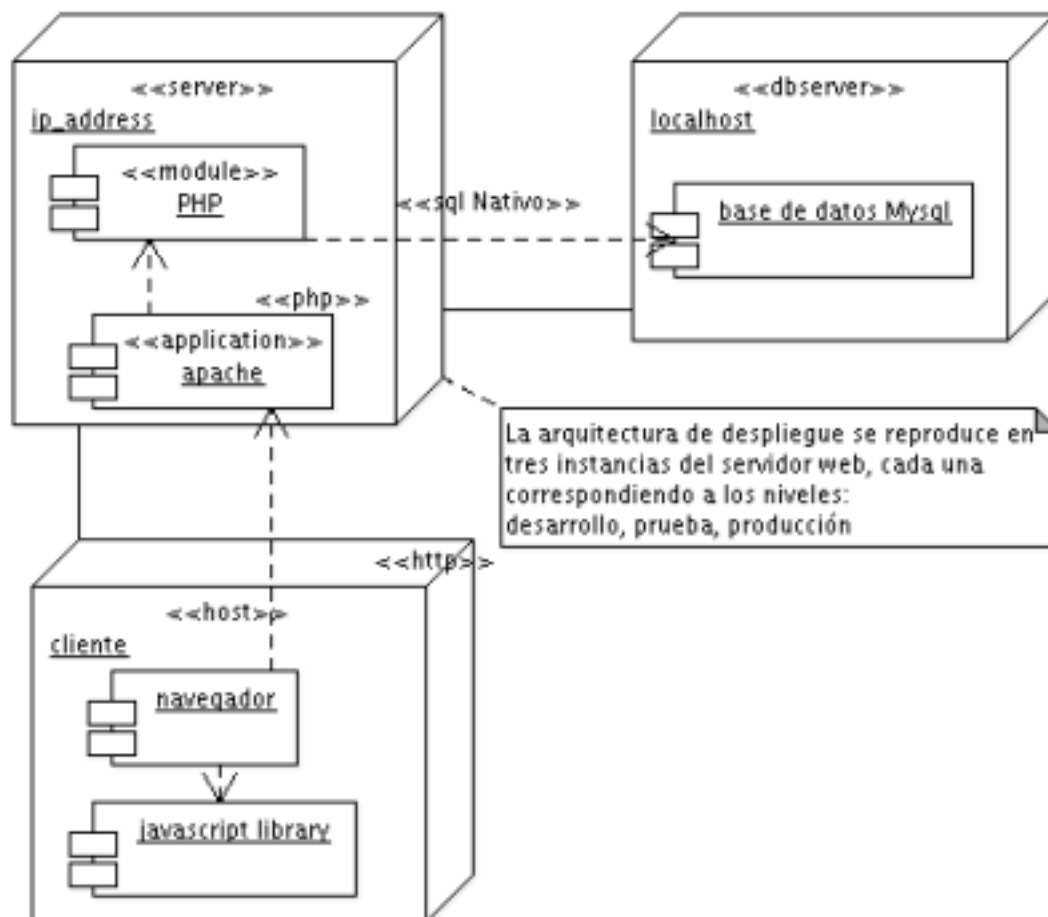 <<server>>
ip_address
<<module>>
PHP
<<sql Nativo>>
<<php>>
<<application>>
apache
<<dbserver>>
localhost
base de datos Mysql
La arquitectura de despliegue se reproduce en
tres instancias del servidor web, cada una
correspondiendo a los niveles:
desarrollo, prueba, producción
<<http>>
<<host>>
cliente
navegador
javascript library